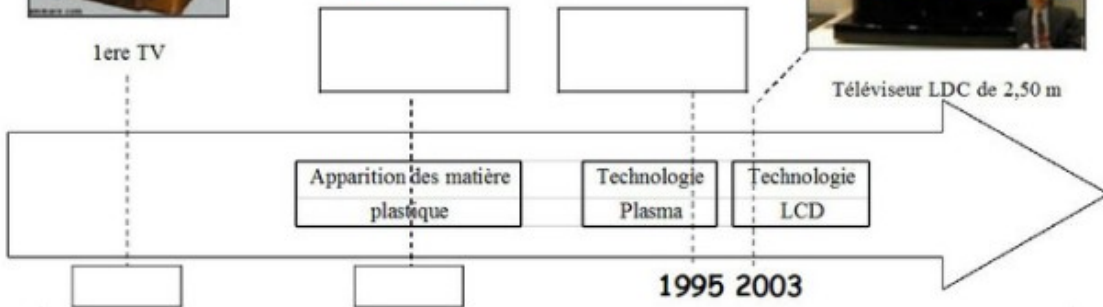 1ere TV
Téléviseur LDC de 2,50 m
Apparition des matière
plastique
Technologie
Plasma
Technologie
LCD
1995 2003